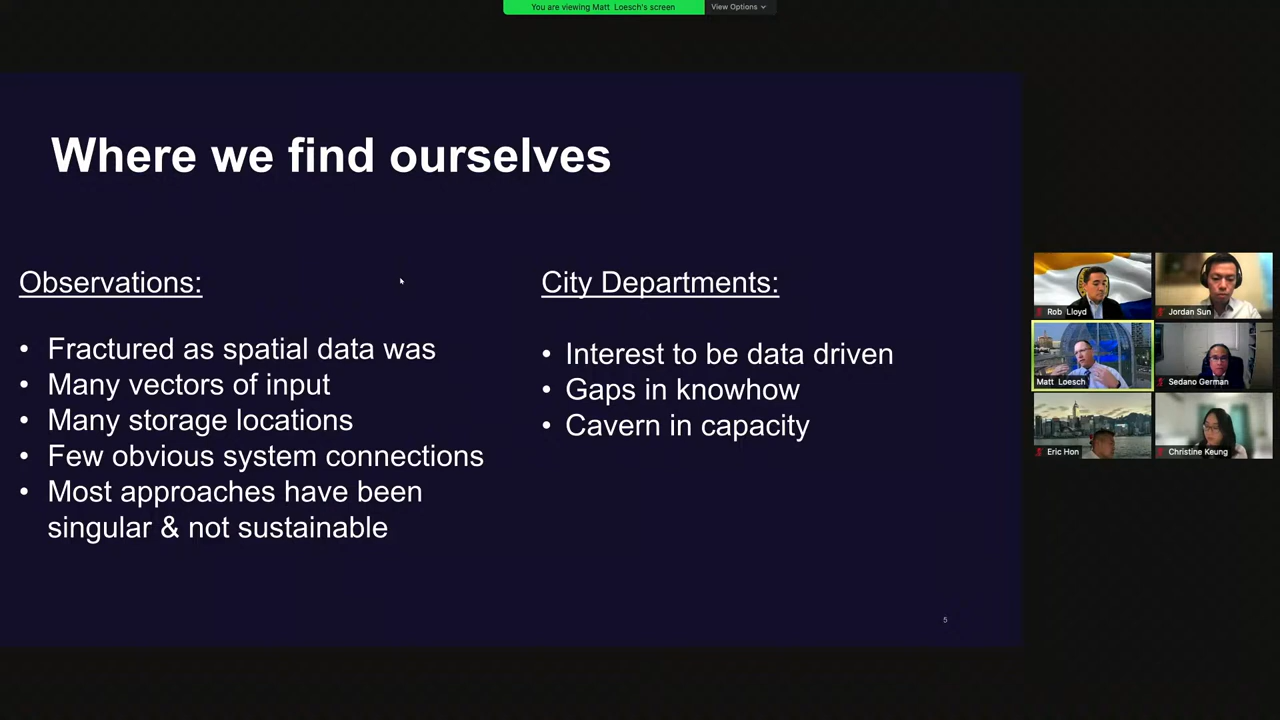 You are viewing Matt Loesch's screen
View Options
Where we find ourselves
Observations:
• Fractured as spatial data was
• Many vectors of input
• Many storage locations
• Few obvious system connections
• Most approaches have been
singular & not sustainable
City Departments:
• Interest to be data driven
• Gaps in knowhow
• Cavern in capacity
5
Rob Lloyd
Jordan Sun
Matt Loesch
Sedano German
Eric Hon
Christine Keung